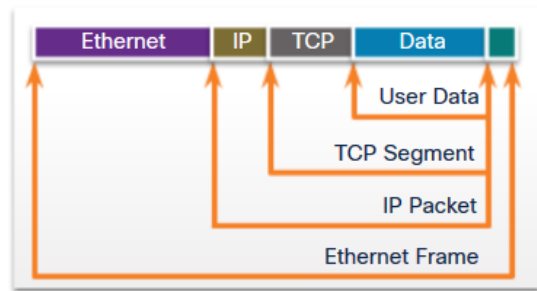 Ethernet IP TCP Data
User Data
TCP Segment
IP Packet
Ethernet Frame